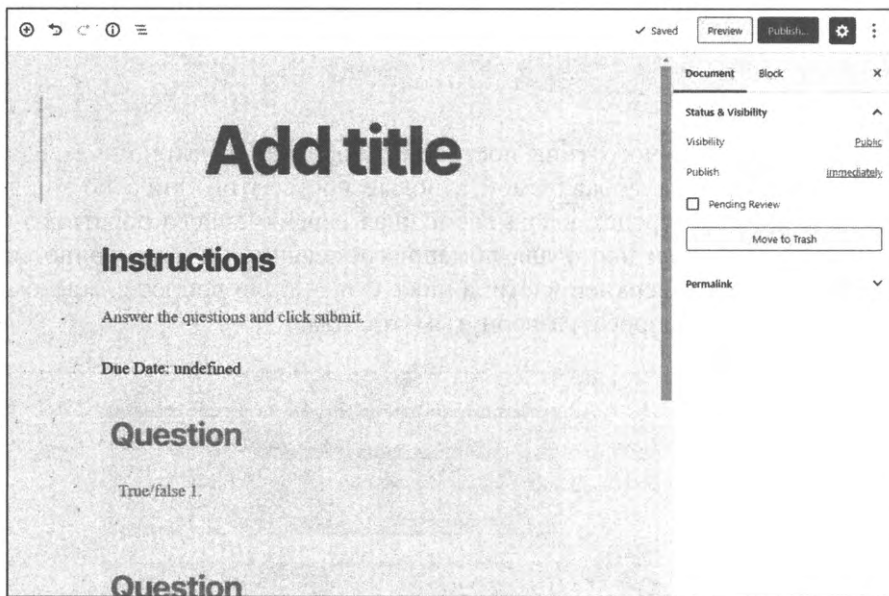 Saved Preview Publish...
Document Block
Status & Visibility
Visibility Public
Publish Immediately
Pending Review
Move to Trash
Permalink
Add title
Instructions
Answer the questions and click submit.
Due Date: undefined
Question
True/false 1.
Question